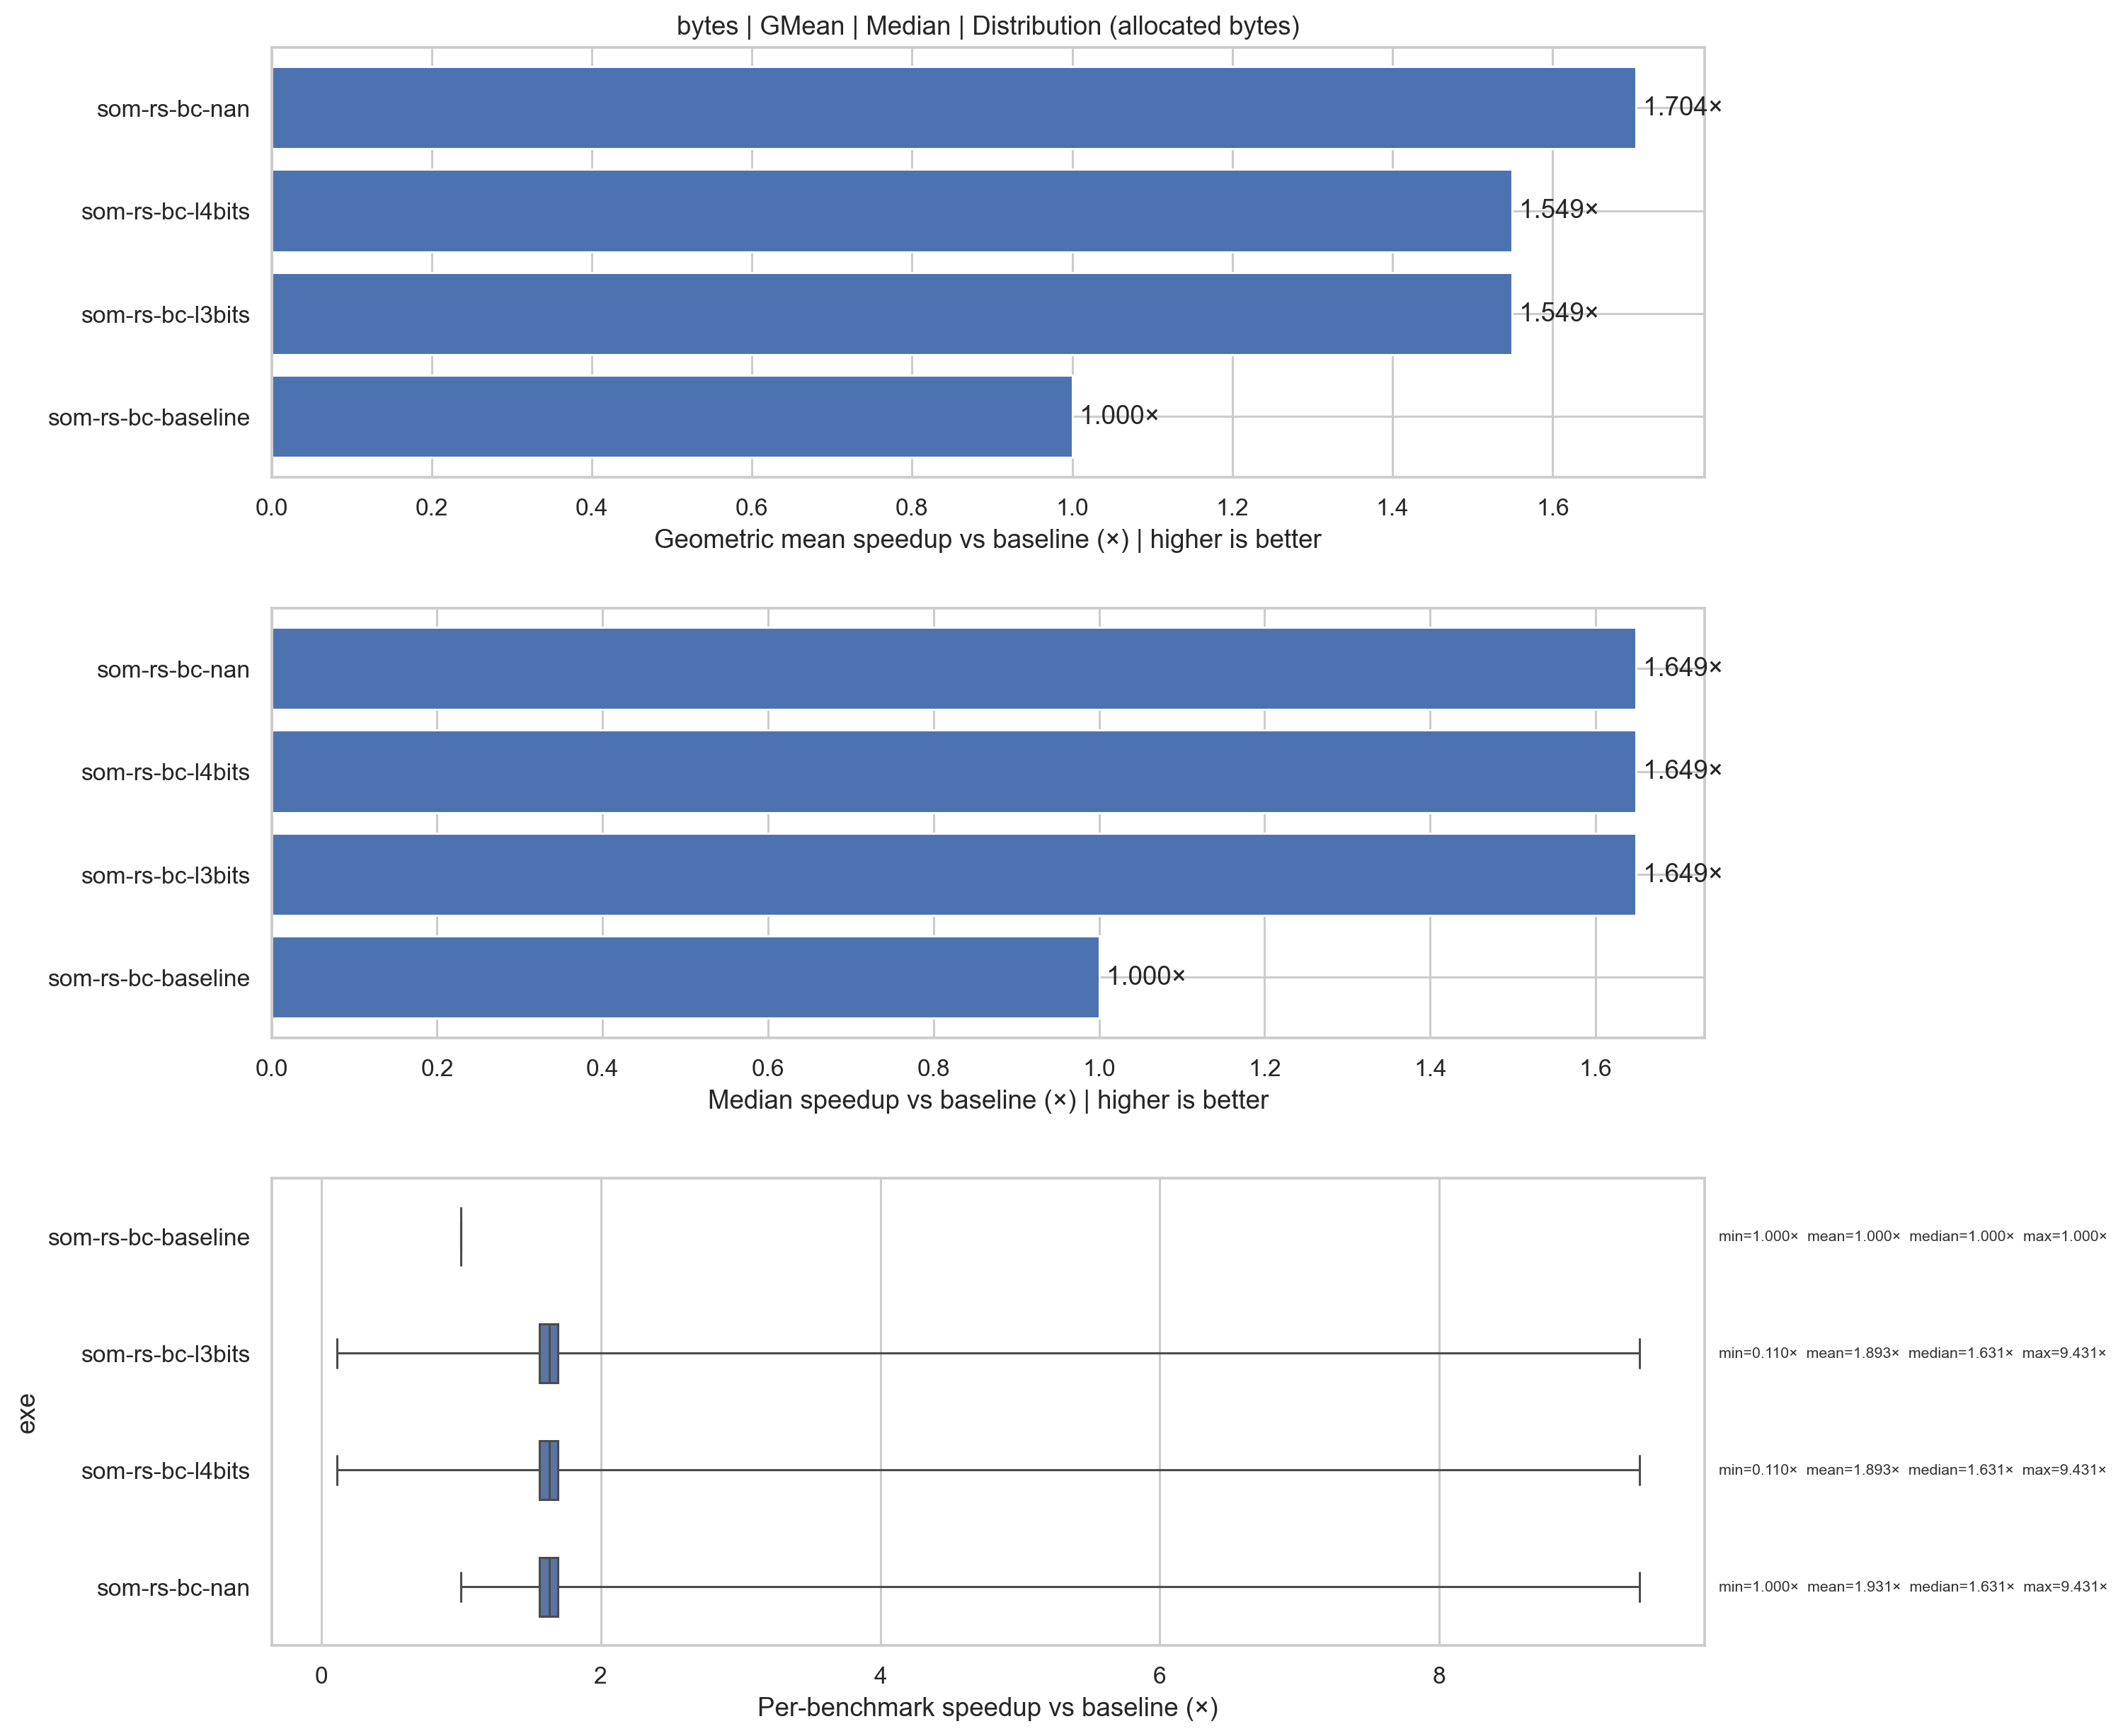 bytes | GMean | Median | Distribution (allocated bytes)
som-rs-bc-nan
1.704×
som-rs-bc-l4bits
1.549×
som-rs-bc-l3bits
1.549×
som-rs-bc-baseline
1.000×
0.0 0.2 0.4 0.6 0.8 1.0 1.2 1.4 1.6
Geometric mean speedup vs baseline (×) | higher is better
som-rs-bc-nan
1.649×
som-rs-bc-l4bits
1.649×
som-rs-bc-l3bits
1.649×
som-rs-bc-baseline
1.000×
0.0 0.2 0.4 0.6 0.8 1.0 1.2 1.4 1.6
Median speedup vs baseline (×) | higher is better
exe
som-rs-bc-baseline
min=1.000× mean=1.000× median=1.000× max=1.000×
som-rs-bc-l3bits
min=0.110× mean=1.893× median=1.631× max=9.431×
som-rs-bc-l4bits
min=0.110× mean=1.893× median=1.631× max=9.431×
som-rs-bc-nan
min=1.000× mean=1.931× median=1.631× max=9.431×
0 2 4 6 8
Per-benchmark speedup vs baseline (×)